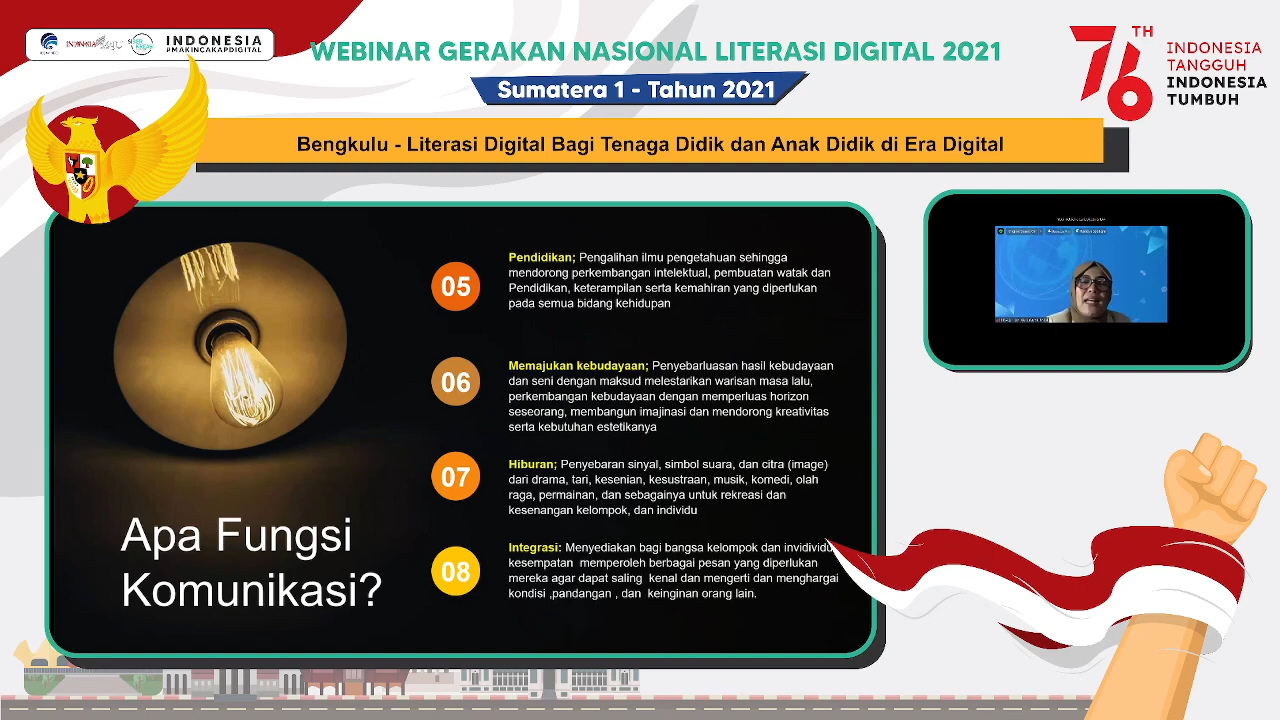 INDONESIA
#MAKINCAKAPDIGITAL
WEBINAR GERAKAN NASIONAL LITERASI DIGITAL 2021
Sumatera 1 - Tahun 2021
76
TH
INDONESIA
TANGGUH
INDONESIA
TUMBUH
Bengkulu - Literasi Digital Bagi Tenaga Didik dan Anak Didik di Era Digital
Apa Fungsi
Komunikasi?
05
Pendidikan; Pengalihan ilmu pengetahuan sehingga
mendorong perkembangan intelektual, pembuatan watak dan
Pendidikan, keterampilan serta kemahiran yang diperlukan
pada semua bidang kehidupan
06
Memajukan kebudayaan; Penyebarluasan hasil kebudayaan
dan seni dengan maksud melestarikan warisan masa lalu,
perkembangan kebudayaan dengan memperluas horizon
seseorang, membangun imajinasi dan mendorong kreativitas
serta kebutuhan estetikanya
07
Hiburan; Penyebaran sinyal, simbol suara, dan citra (image)
dari drama, tari, kesenian, kesustraan, musik, komedi, olah
raga, permainan, dan sebagainya untuk rekreasi dan
kesenangan kelompok, dan individu
08
Integrasi: Menyediakan bagi bangsa kelompok dan invidividu
kesempatan memperoleh berbagai pesan yang diperlukan
mereka agar dapat saling kenal dan mengerti dan menghargai
kondisi ,pandangan , dan keinginan orang lain.